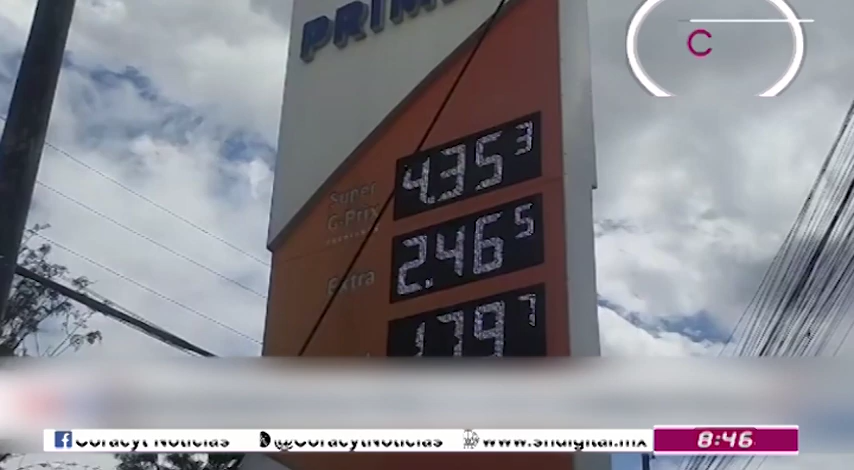 PRIM
C
Super
G-Prix
4.35 3
Extra
2.46 5
1.79 7
Coracyt Noticias
@CoracytNoticias
www.sndigital.mx
8:46